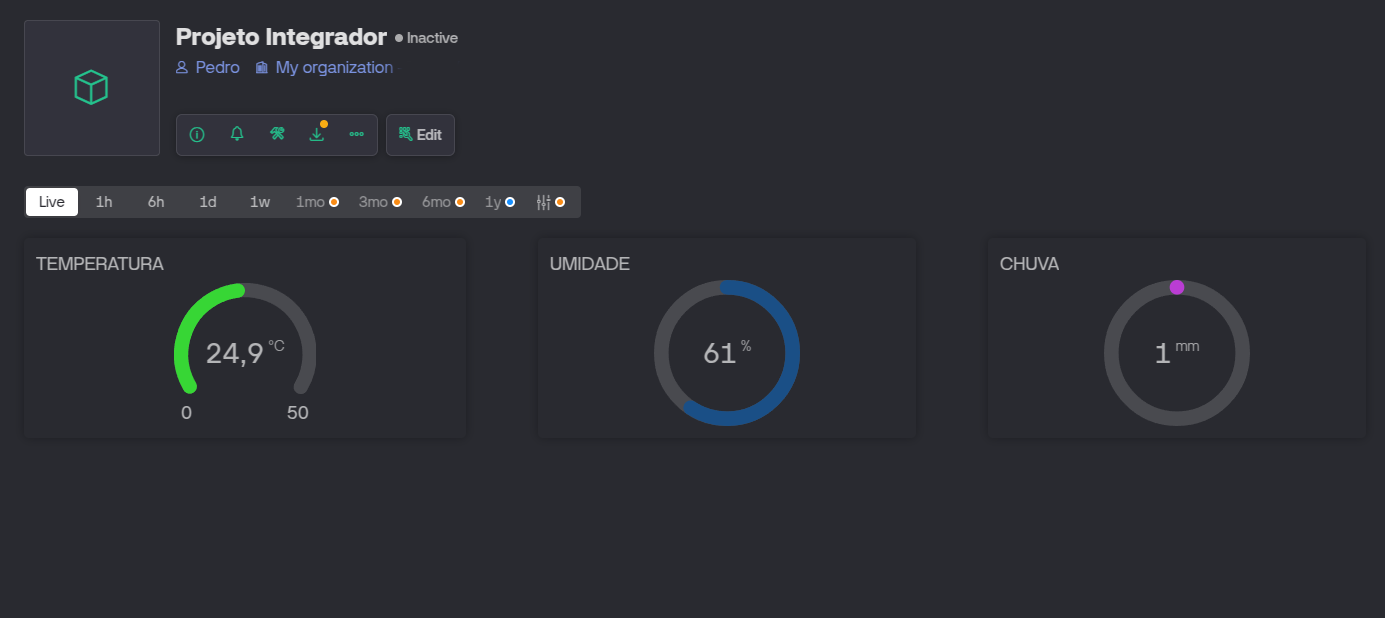 Projeto Integrador Inactive
Pedro My organization
Edit
Live 1h 6h 1d 1w 1mo 3mo 6mo 1y
TEMPERATURA
24,9 °C
0 50
UMIDADE
61 %
CHUVA
1 mm